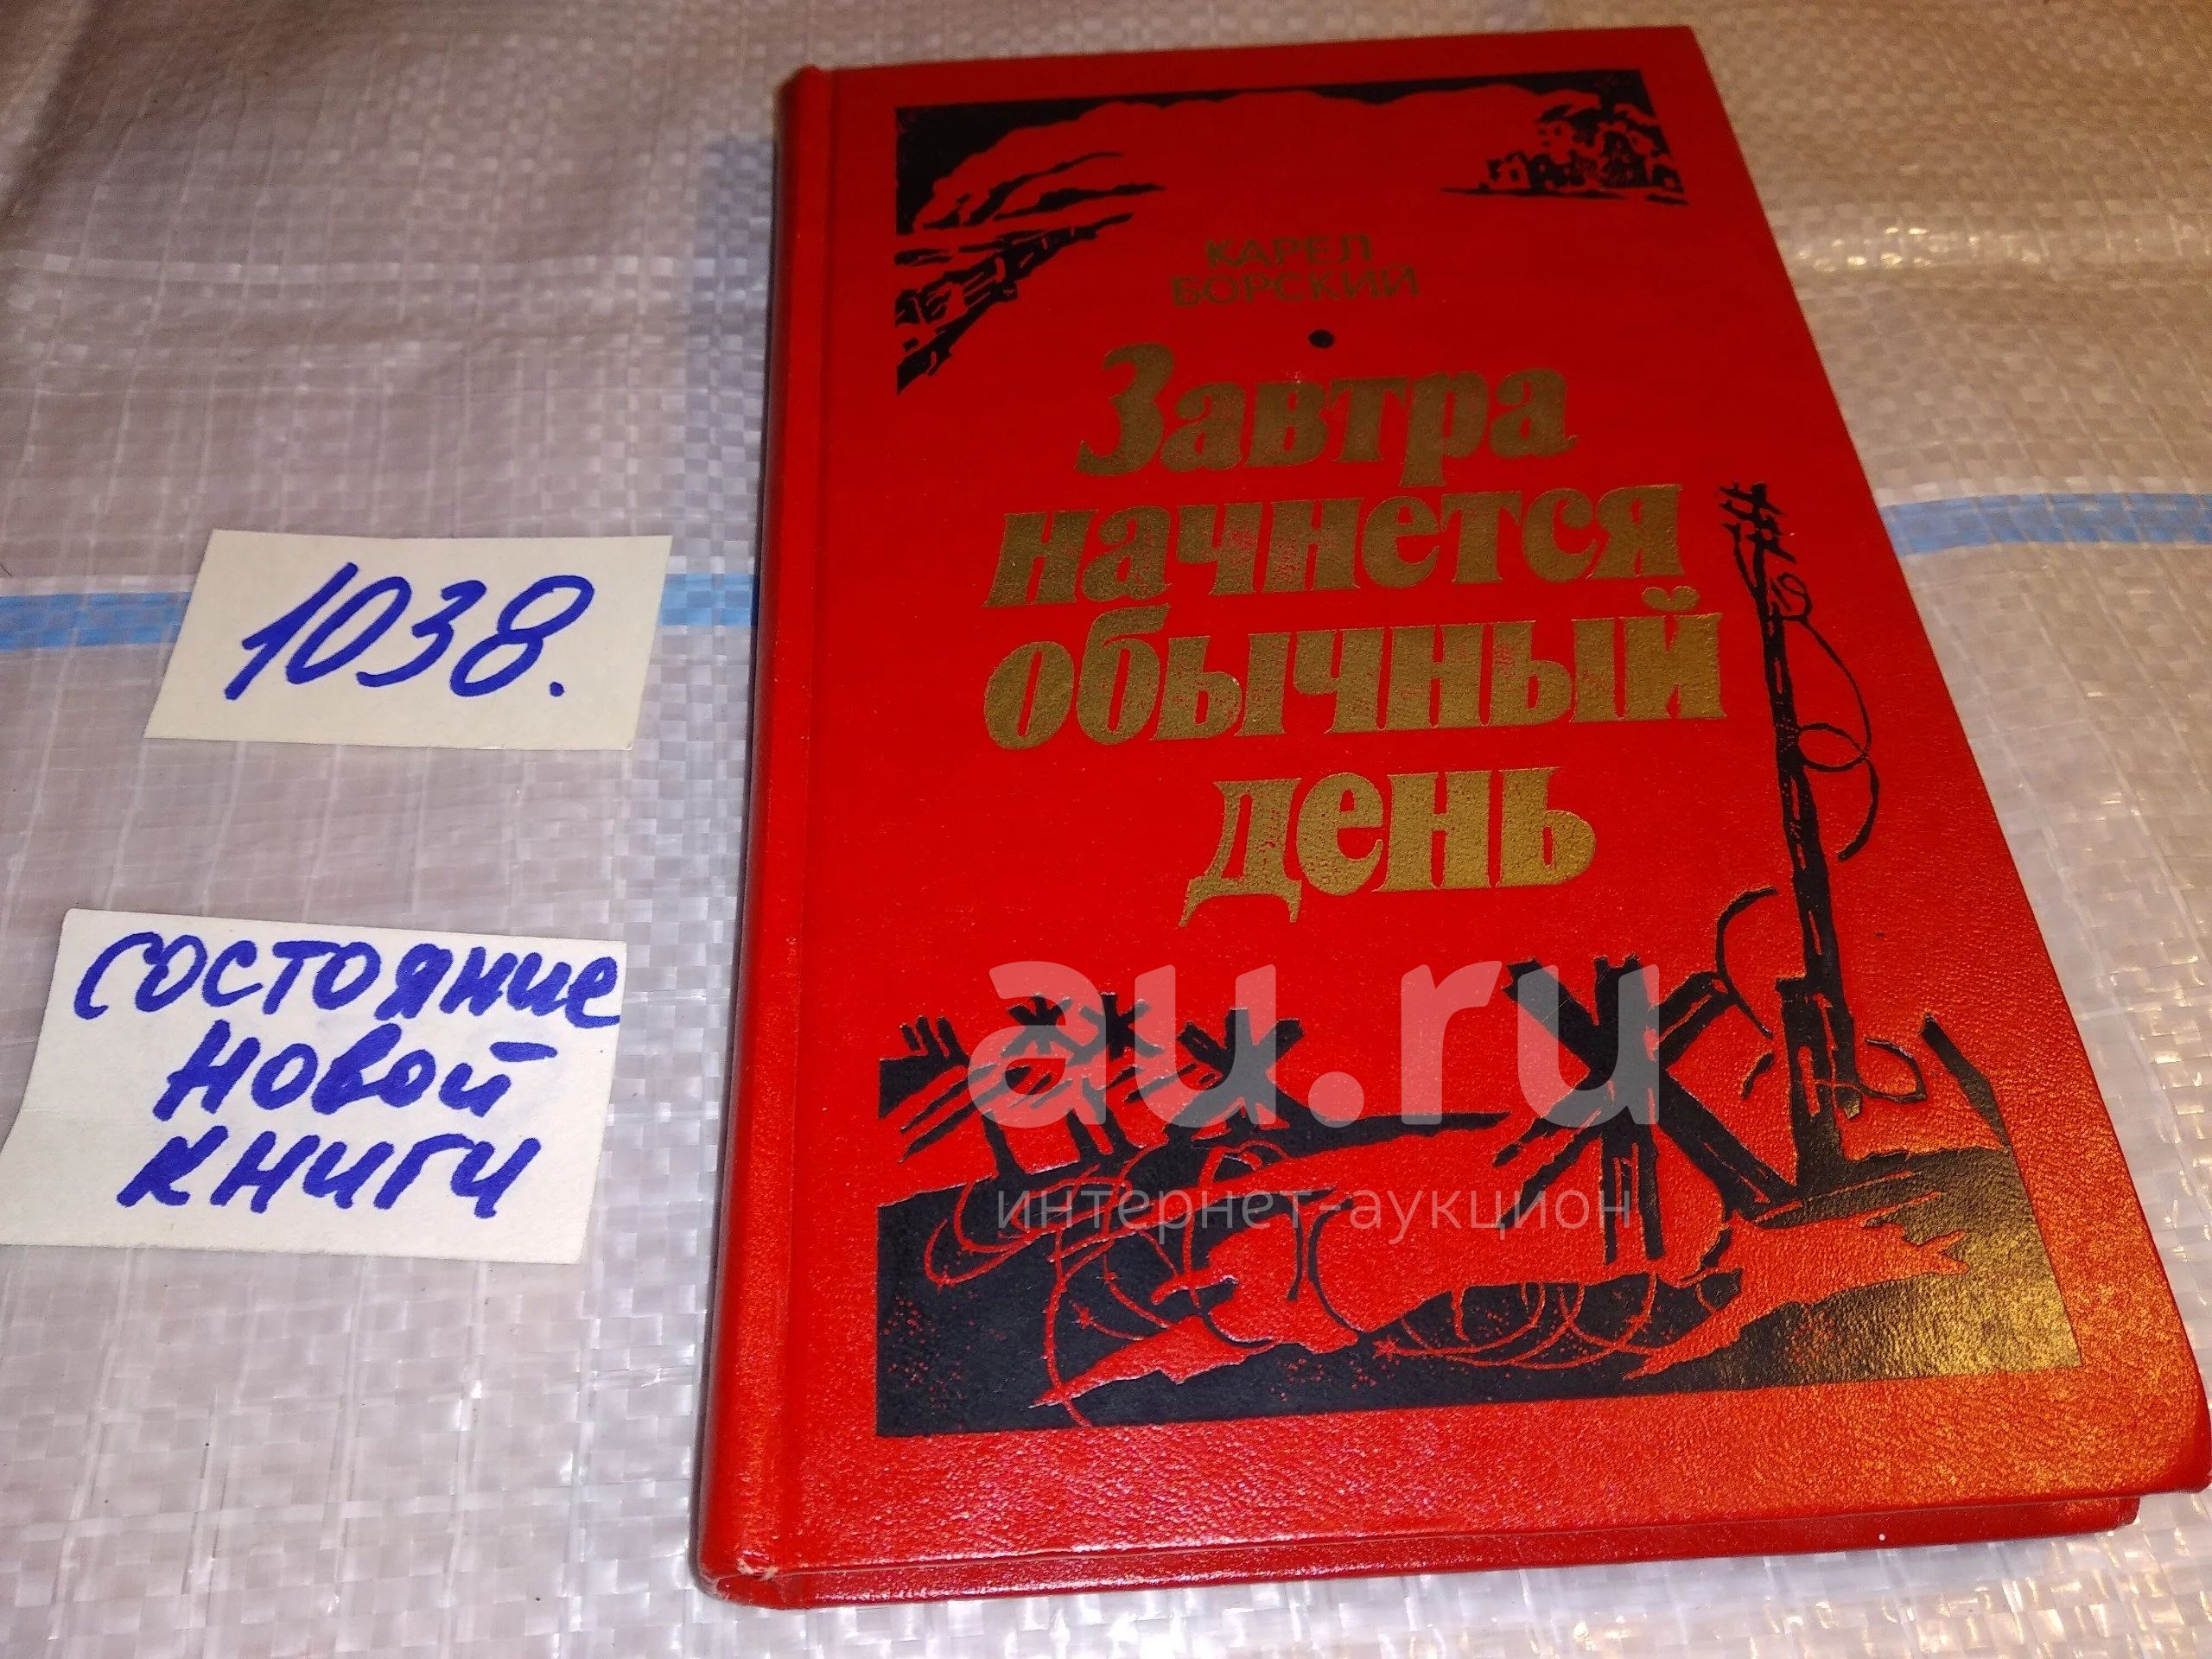 КАРЕЛ
БОРСКИЙ
Завтра
начнется
обычный
день
1038.
состояние
новой
книги
au.ru
интернет-аукцион